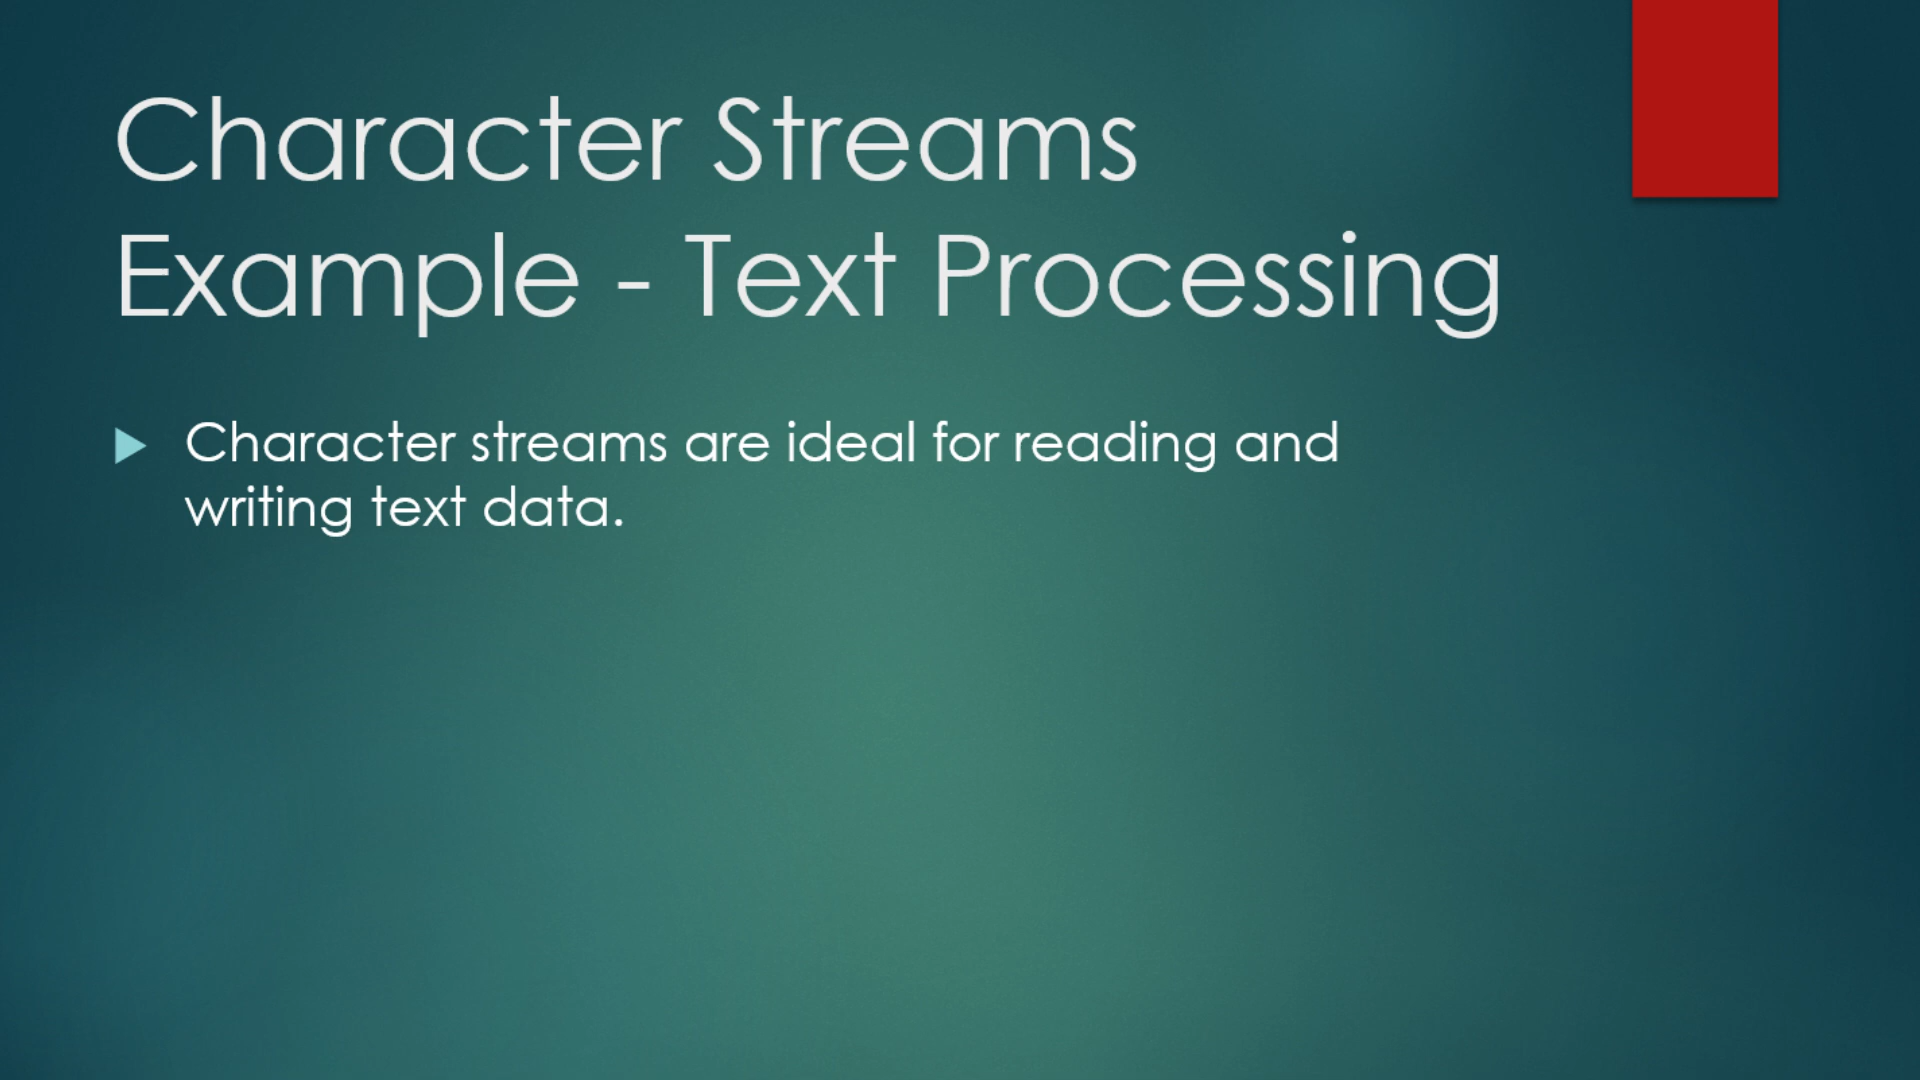 Character Streams
Example - Text Processing
Character streams are ideal for reading and
writing text data.